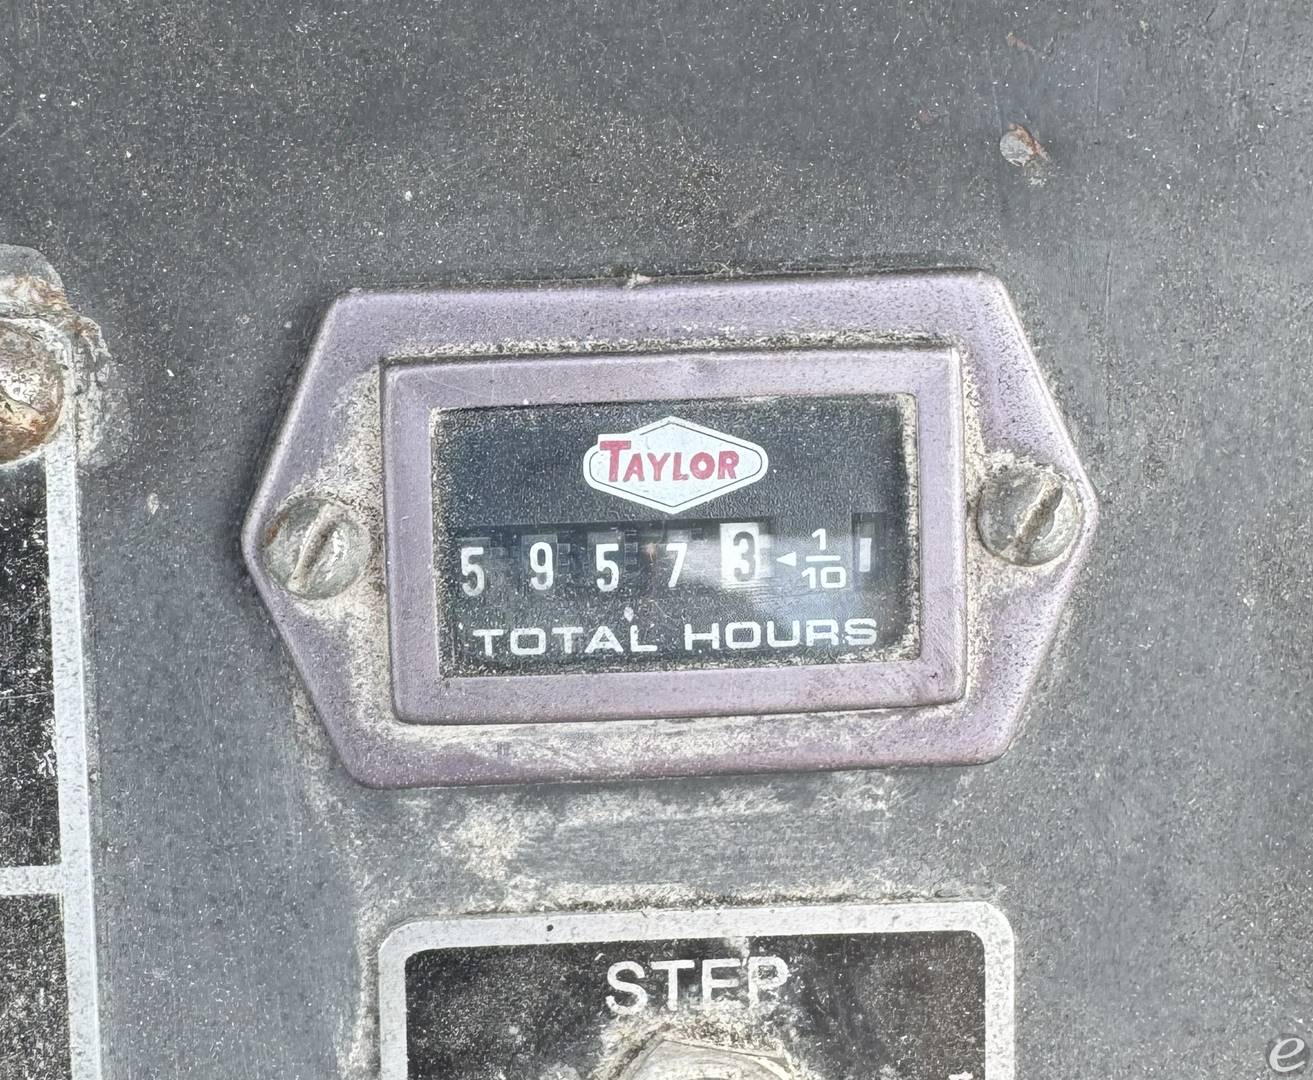 TAYLOR
5 9 5 7 3 ◄ 1/10
TOTAL HOURS
STEP
e